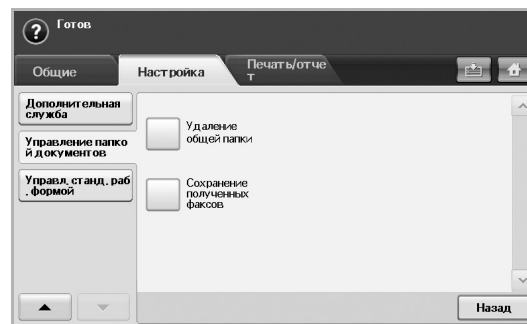 Готов
Общие
Настройка
Печать/отче
т
Дополнительная
служба
Управление папко
й документов
Управл. станд. раб
. формой
Удаление
общей папки
Сохранение
полученных
факсов
Назад